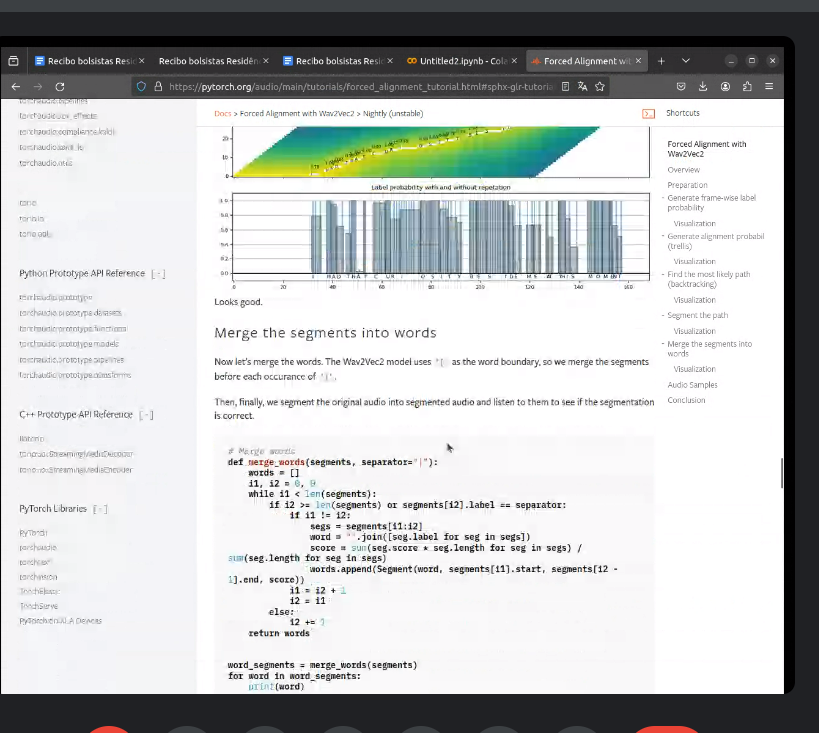 Recibo bolsistas Resid
Recibo bolsistas Residên
Recibo bolsistas Resid
Untitled2.ipynb - Cola
Forced Alignment wit
https://pytorch.org/audio/main/tutorials/forced_alignment_tutorial.html#sphx-glr-tutoria
torchaudio.pipelines
torchaudio.sox_effects
torchaudio.compliance.kaldi
torchaudio.kaldi_io
torchaudio.utils
torio
torio.io
torio.utils
Python Prototype API Reference [ - ]
torchaudio.prototype
torchaudio.prototype.datasets
torchaudio.prototype.functional
torchaudio.prototype.models
torchaudio.prototype.pipelines
torchaudio.prototype.transforms
C++ Prototype API Reference [ - ]
libtorio
torio::io::StreamingMediaDecoder
torio::io::StreamingMediaEncoder
PyTorch Libraries [ - ]
PyTorch
torchaudio
torchtext
torchvision
TorchElastic
TorchServe
PyTorch on XLA Devices
Docs > Forced Alignment with Wav2Vec2 > Nightly (unstable)
Label probability with and without repetation
Looks good.
Merge the segments into words
Now let's merge the words. The Wav2Vec2 model uses '|' as the word boundary, so we merge the segments
before each occurance of '|'.
Then, finally, we segment the original audio into segmented audio and listen to them to see if the segmentation
is correct.
# Merge words
def merge_words(segments, separator="|"):
words = []
i1, i2 = 0, 0
while i1 < len(segments):
if i2 >= len(segments) or segments[i2].label == separator:
if i1 != i2:
segs = segments[i1:i2]
word = "".join([seg.label for seg in segs])
score = sum(seg.score * seg.length for seg in segs) /
sum(seg.length for seg in segs)
words.append(Segment(word, segments[i1].start, segments[i2 -
1].end, score))
i1 = i2 + 1
i2 = i1
else:
i2 += 1
return words
word_segments = merge_words(segments)
for word in word_segments:
print(word)
Shortcuts
Forced Alignment with
Wav2Vec2
Overview
Preparation
- Generate frame-wise label
probability
Visualization
- Generate alignment probabil
(trellis)
Visualization
- Find the most likely path
(backtracking)
Visualization
- Segment the path
Visualization
- Merge the segments into
words
Visualization
Audio Samples
Conclusion